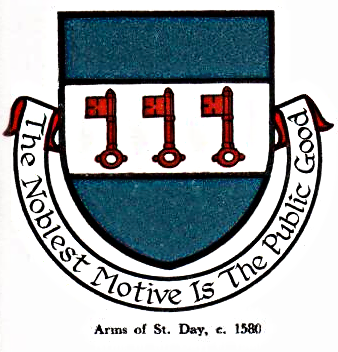 The Noblest Motive Is The Public Good
Arms of St. Day, c. 1580